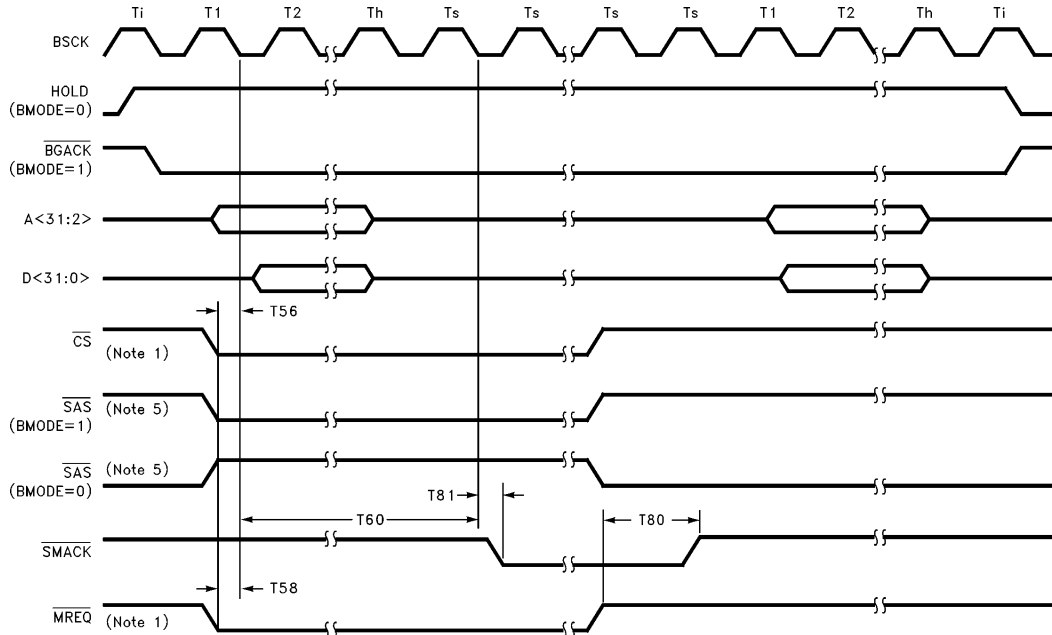 Ti T1 T2 Th Ts Ts Ts Ts T1 T2 Th Ti
BSCK
HOLD
(BMODE=0)
BGACK
(BMODE=1)
A<31:2>
D<31:0>
T56
CS (Note 1)
SAS (Note 5)
(BMODE=1)
SAS (Note 5)
(BMODE=0)
T81
T60 T80
SMACK
T58
MREQ (Note 1)